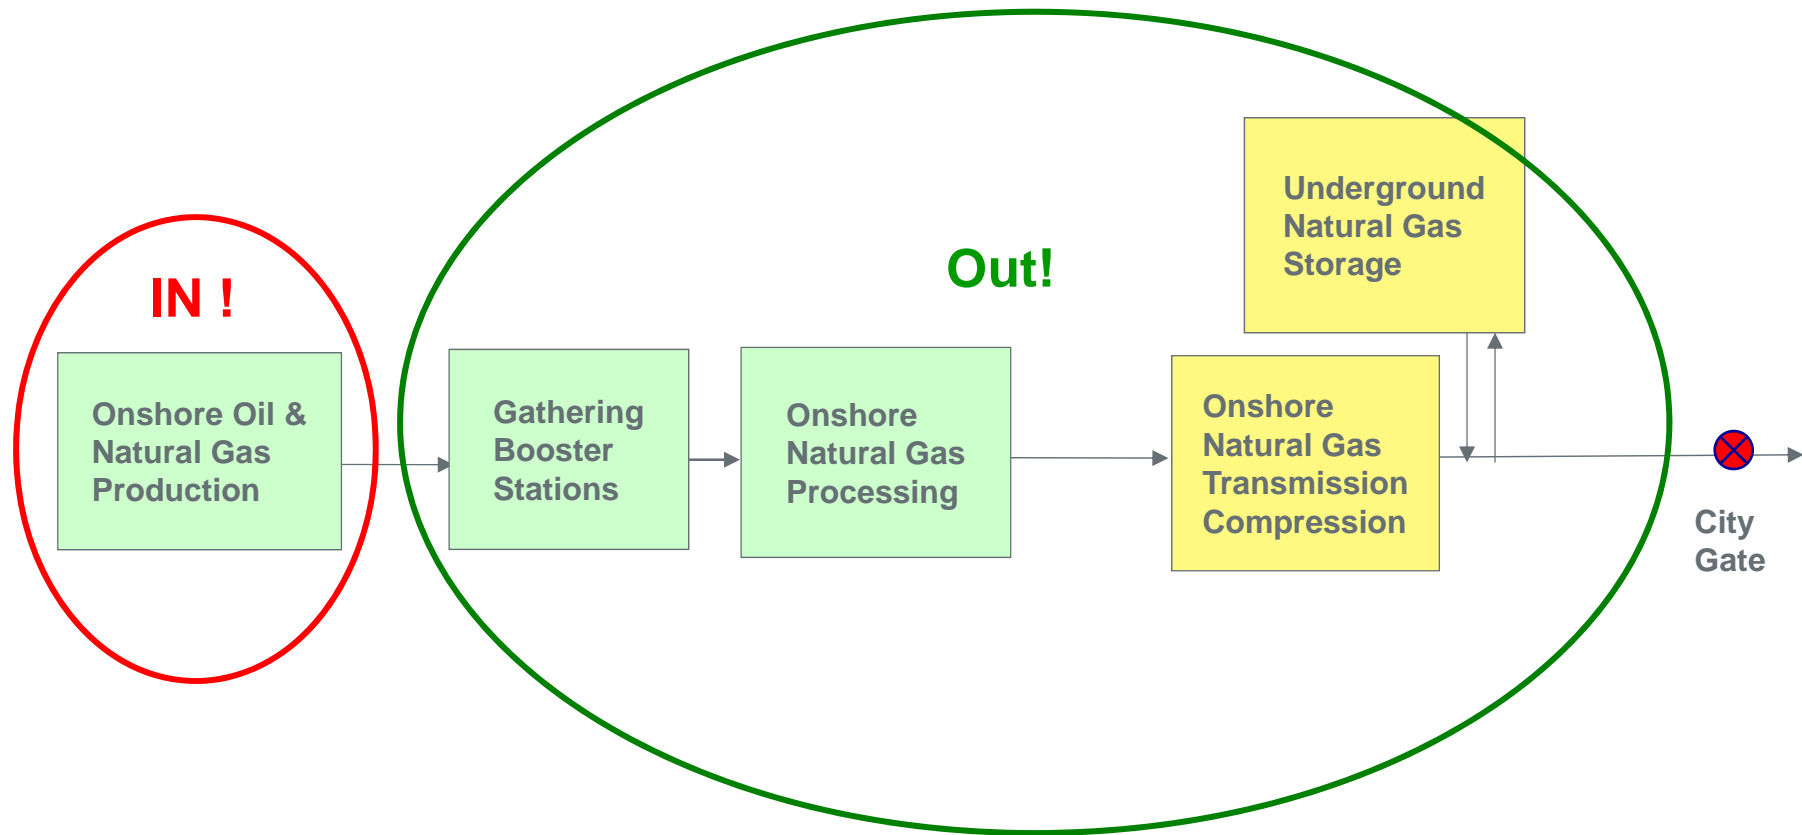 IN !
Onshore Oil &
Natural Gas
Production
Out!
Gathering
Booster
Stations
Onshore
Natural Gas
Processing
Underground
Natural Gas
Storage
Onshore
Natural Gas
Transmission
Compression
City
Gate